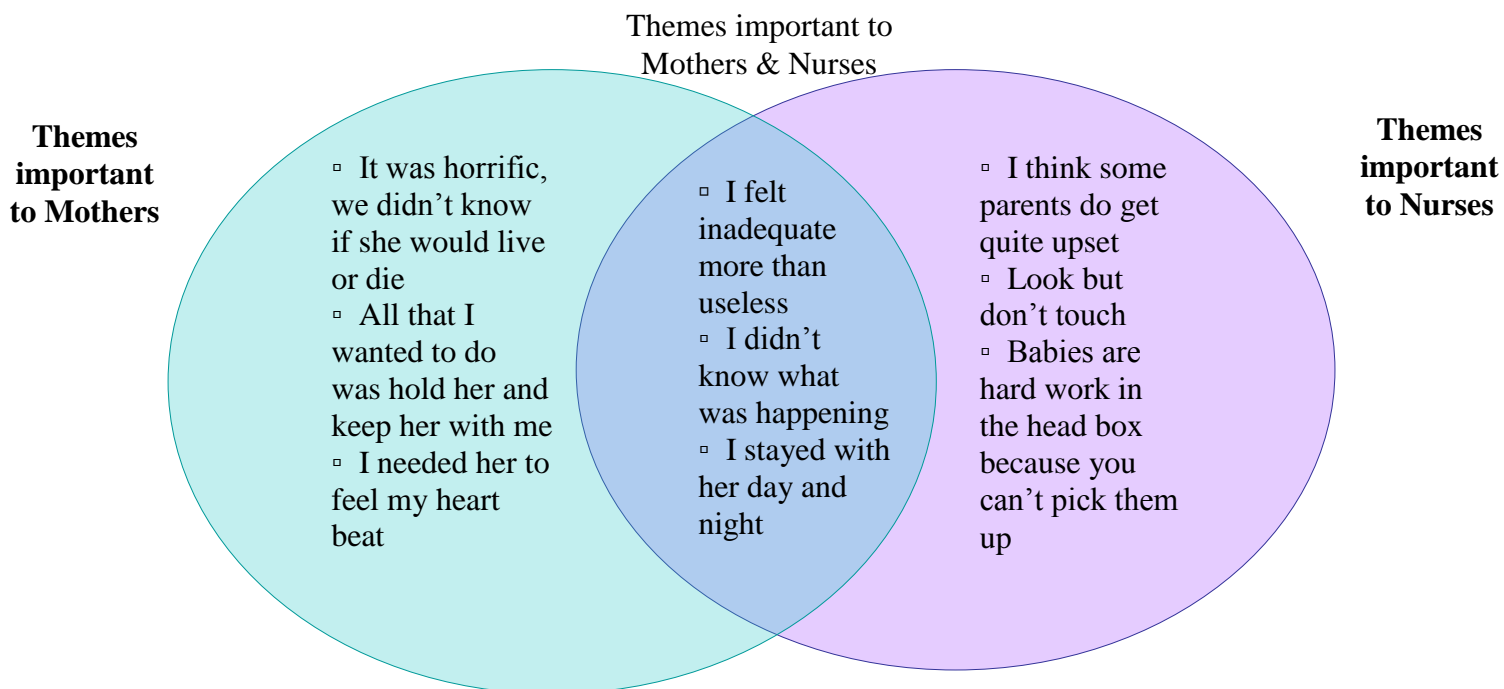 Themes important to
Mothers & Nurses
Themes
important
to Mothers
▫ It was horrific,
we didn’t know
if she would live
or die
▫ All that I
wanted to do
was hold her and
keep her with me
▫ I needed her to
feel my heart
beat
▫ I felt
inadequate
more than
useless
▫ I didn’t
know what
was happening
▫ I stayed with
her day and
night
▫ I think some
parents do get
quite upset
▫ Look but
don’t touch
▫ Babies are
hard work in
the head box
because you
can’t pick them
up
Themes
important
to Nurses